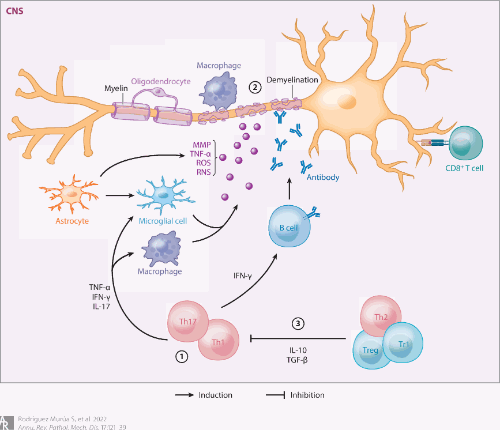 CNS
Macrophage
Oligodendrocyte
Myelin
2
Demyelination
MMP
TNF-α
ROS
RNS
Antibody
CD8+ T cell
Astrocyte
Microglial cell
B cell
Macrophage
IFN-γ
TNF-α
IFN-γ
IL-17
Th17
Th1
1
3
IL-10
TGF-β
Th2
Treg
Tr1
Induction
Inhibition
AR
Rodríguez Murúa S, et al. 2022
Annu. Rev. Pathol. Mech. Dis. 17:121–39